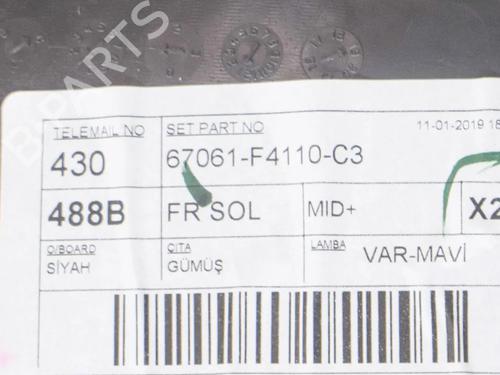 B-PARTS
TELEMAIL NO SET PART NO 11-01-2019 18
430 67061-F4110-C3
488B FR SOL MID+ X2
O/BOARD ÇITA LAMBA VAR-MAVİ
SİYAH GÜMÜŞ